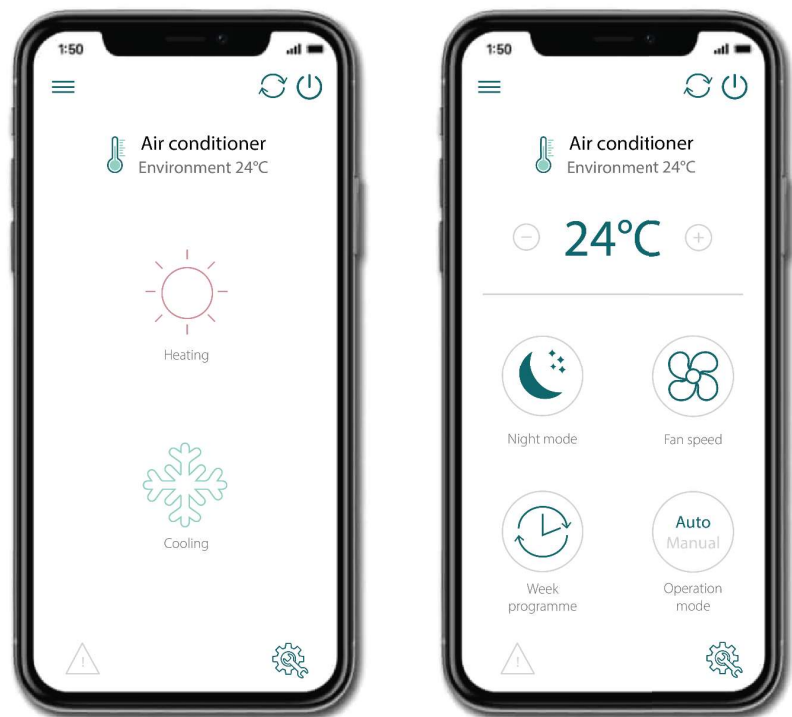 1:50
Air conditioner
Environment 24°C
Heating
Cooling
!
1:50
Air conditioner
Environment 24°C
24°C
Night mode
Fan speed
Auto
Manual
Week
programme
Operation
mode
!